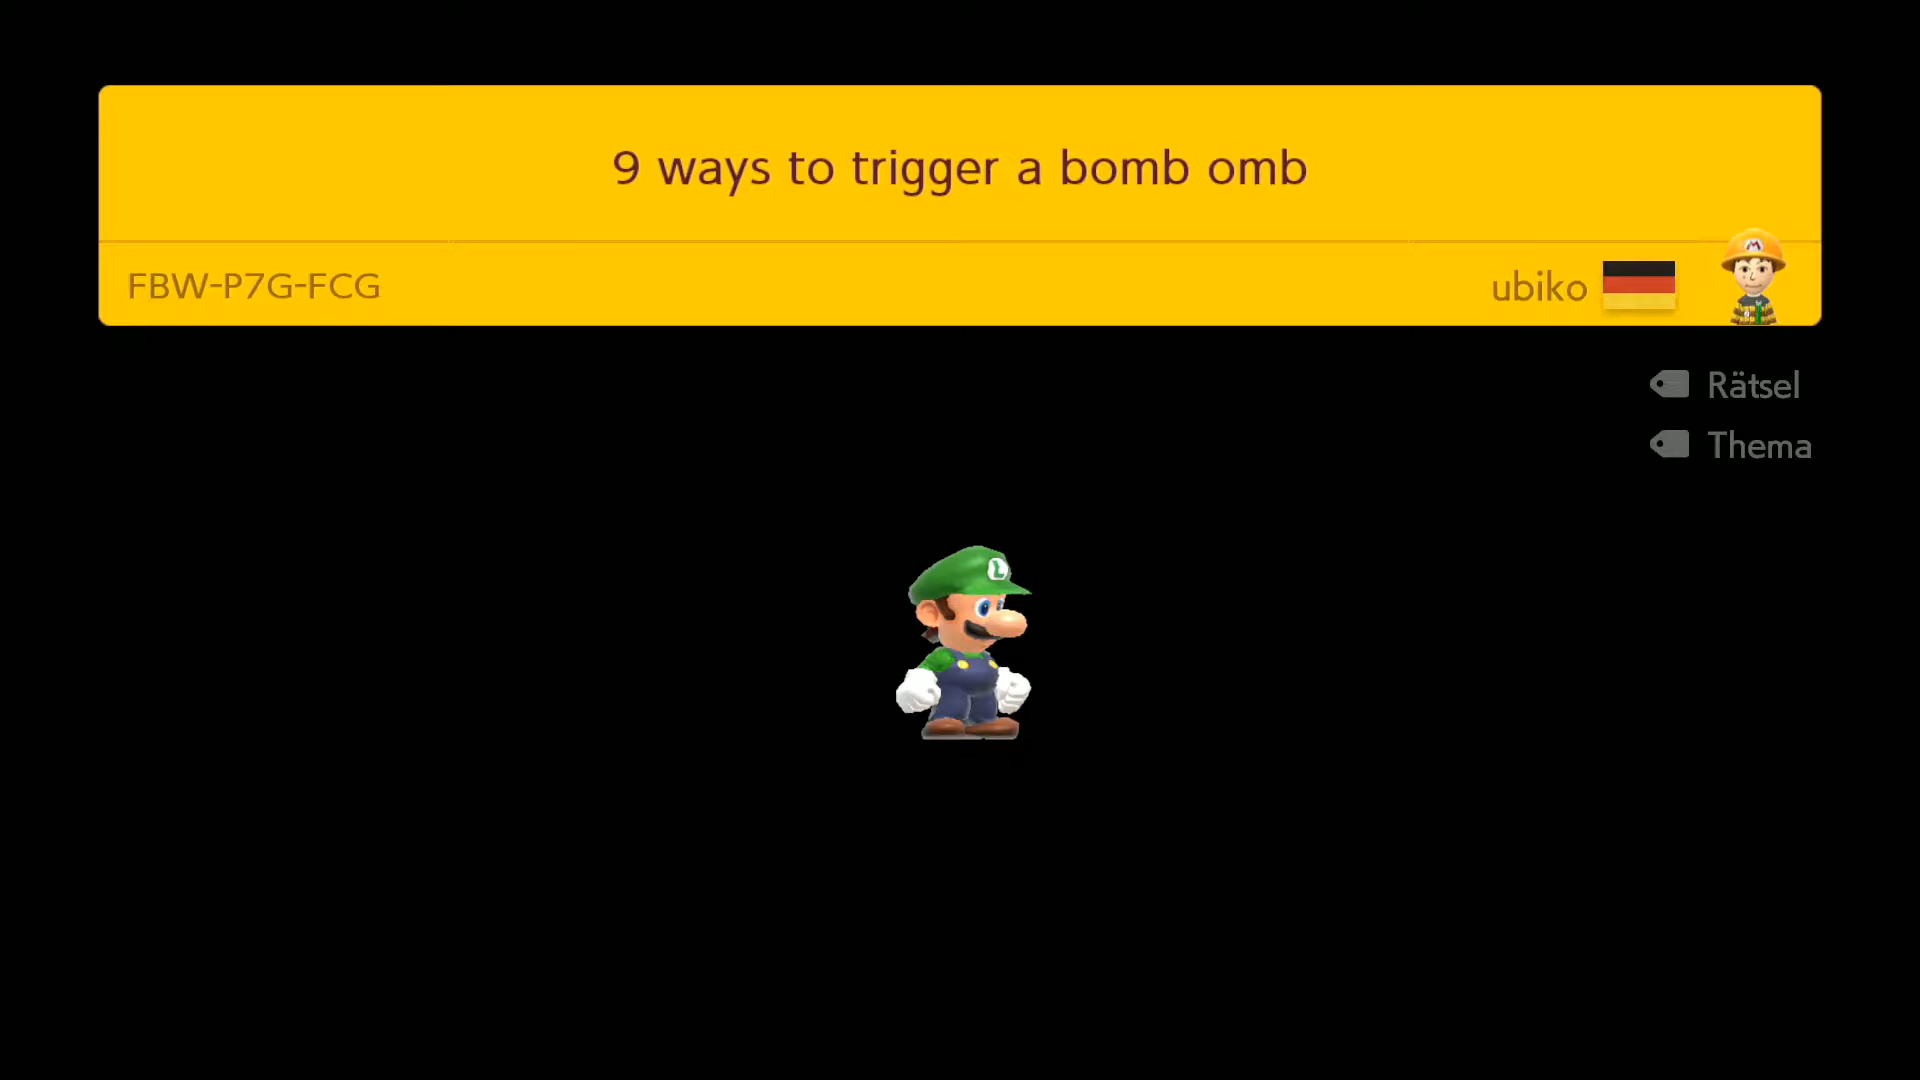 9 ways to trigger a bomb omb
FBW-P7G-FCG
ubiko
Rätsel
Thema